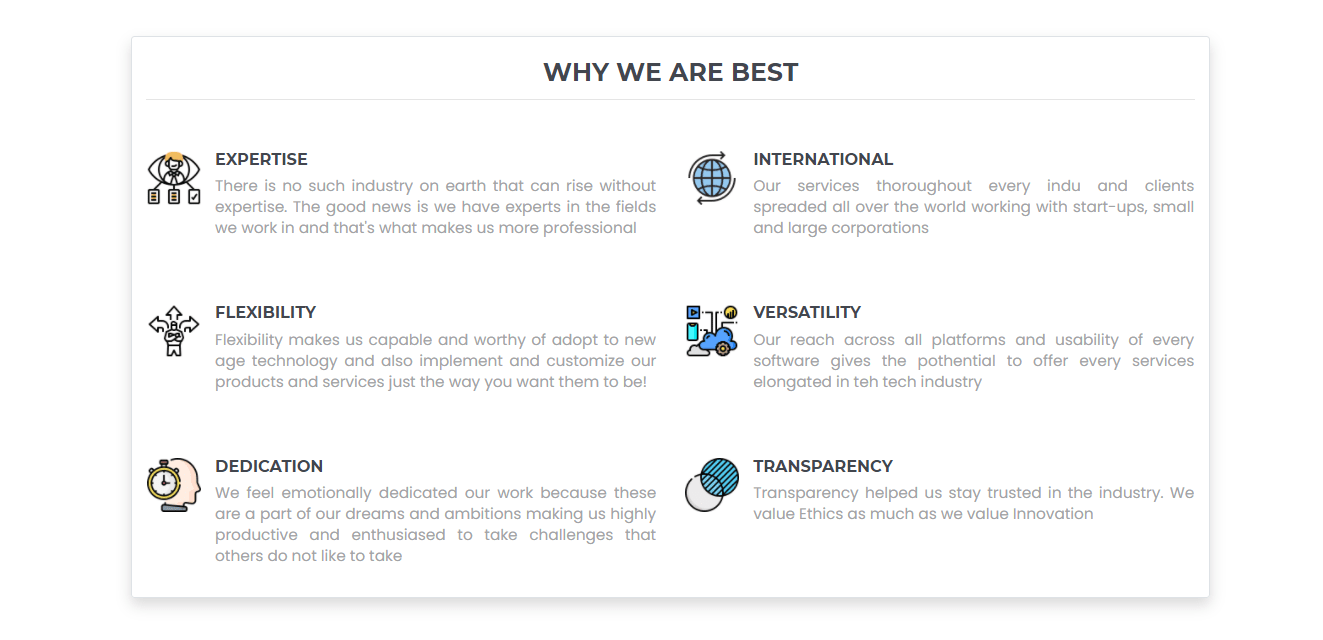 WHY WE ARE BEST
EXPERTISE
There is no such industry on earth that can rise without
expertise. The good news is we have experts in the fields
we work in and that's what makes us more professional
INTERNATIONAL
Our services thoroughout every indu and clients
spreaded all over the world working with start-ups, small
and large corporations
FLEXIBILITY
Flexibility makes us capable and worthy of adopt to new
age technology and also implement and customize our
products and services just the way you want them to be!
VERSATILITY
Our reach across all platforms and usability of every
software gives the pothential to offer every services
elongated in teh tech industry
DEDICATION
We feel emotionally dedicated our work because these
are a part of our dreams and ambitions making us highly
productive and enthusiased to take challenges that
others do not like to take
TRANSPARENCY
Transparency helped us stay trusted in the industry. We
value Ethics as much as we value Innovation